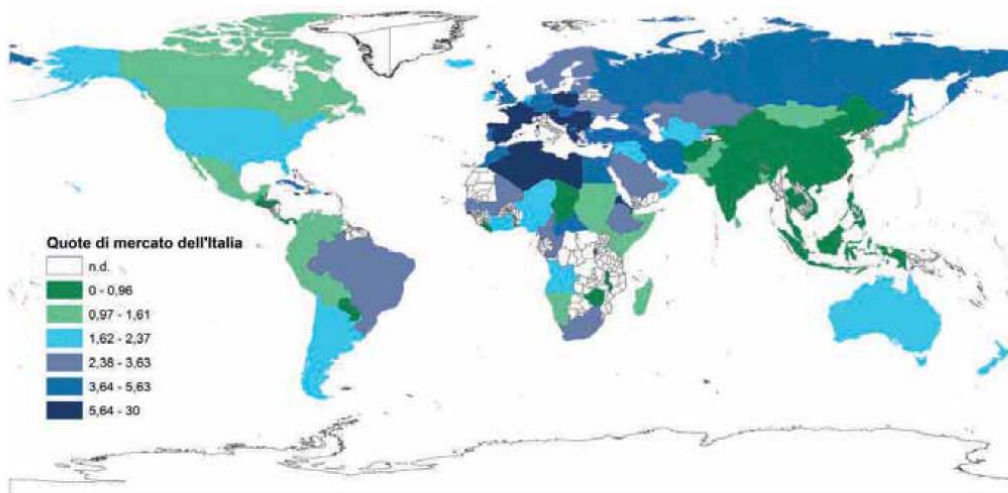 Quote di mercato dell'Italia
n.d.
0 - 0,96
0,97 - 1,61
1,62 - 2,37
2,38 - 3,63
3,64 - 5,63
5,64 - 30